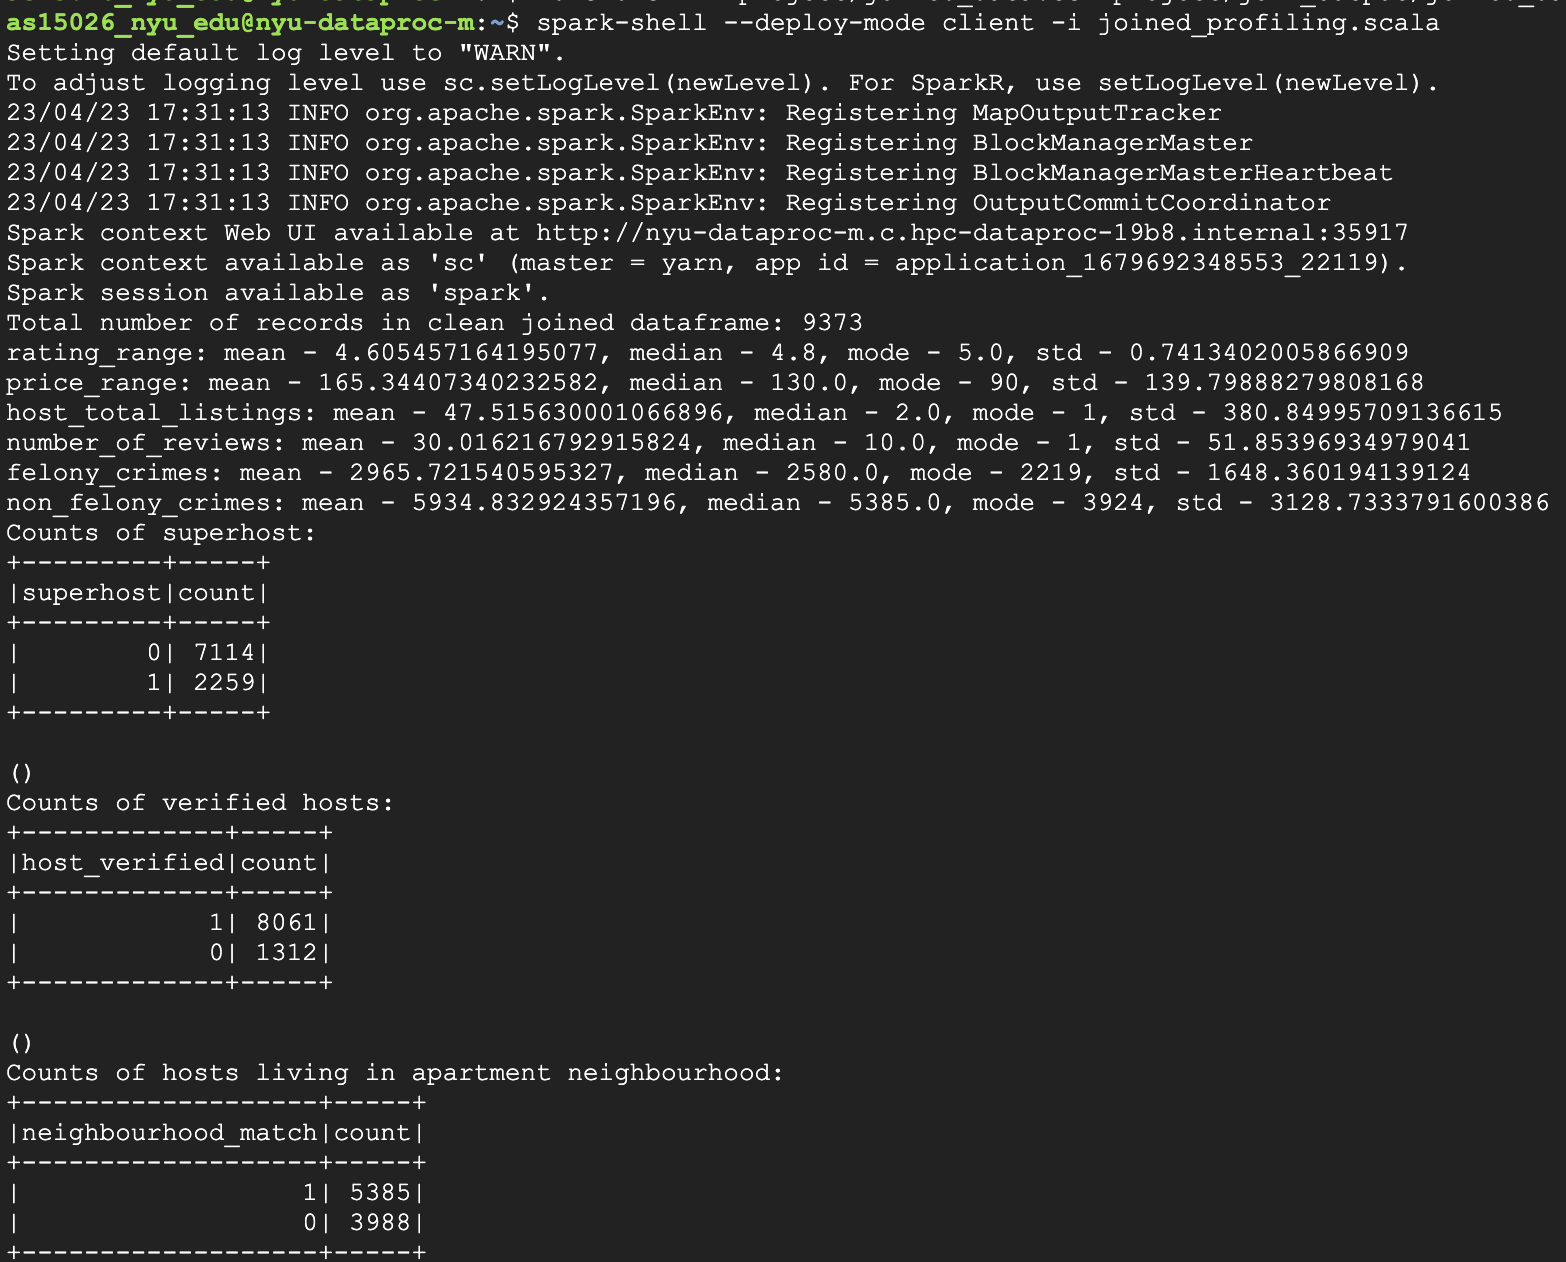 as15026_nyu_edu@nyu-dataproc-m:~$ spark-shell --deploy-mode client -i joined_profiling.scala
Setting default log level to "WARN".
To adjust logging level use sc.setLogLevel(newLevel). For SparkR, use setLogLevel(newLevel).
23/04/23 17:31:13 INFO org.apache.spark.SparkEnv: Registering MapOutputTracker
23/04/23 17:31:13 INFO org.apache.spark.SparkEnv: Registering BlockManagerMaster
23/04/23 17:31:13 INFO org.apache.spark.SparkEnv: Registering BlockManagerMasterHeartbeat
23/04/23 17:31:13 INFO org.apache.spark.SparkEnv: Registering OutputCommitCoordinator
Spark context Web UI available at http://nyu-dataproc-m.c.hpc-dataproc-19b8.internal:35917
Spark context available as 'sc' (master = yarn, app id = application_1679692348553_22119).
Spark session available as 'spark'.
Total number of records in clean joined dataframe: 9373
rating_range: mean - 4.605457164195077, median - 4.8, mode - 5.0, std - 0.7413402005866909
price_range: mean - 165.34407340232582, median - 130.0, mode - 90, std - 139.79888279808168
host_total_listings: mean - 47.515630001066896, median - 2.0, mode - 1, std - 380.84995709136615
number_of_reviews: mean - 30.016216792915824, median - 10.0, mode - 1, std - 51.85396934979041
felony_crimes: mean - 2965.721540595327, median - 2580.0, mode - 2219, std - 1648.360194139124
non_felony_crimes: mean - 5934.832924357196, median - 5385.0, mode - 3924, std - 3128.7333791600386
Counts of superhost:
+---------+-----+
|superhost|count|
+---------+-----+
|        0| 7114|
|        1| 2259|
+---------+-----+
()
Counts of verified hosts:
+-------------+-----+
|host_verified|count|
+-------------+-----+
|            1| 8061|
|            0| 1312|
+-------------+-----+
()
Counts of hosts living in apartment neighbourhood:
+-------------------+-----+
|neighbourhood_match|count|
+-------------------+-----+
|                  1| 5385|
|                  0| 3988|
+-------------------+-----+